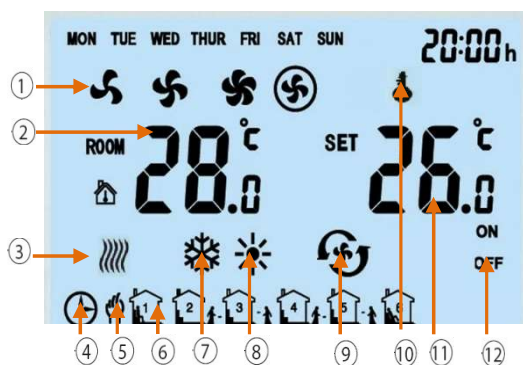 MON TUE WED THUR FRI SAT SUN 20:00h
①
② ROOM 28.0 °C SET 26.0 °C
ON
③ OFF
1 2 3 4 5 6
④ ⑤ ⑥ ⑦ ⑧ ⑨ ⑩ ⑪ ⑫